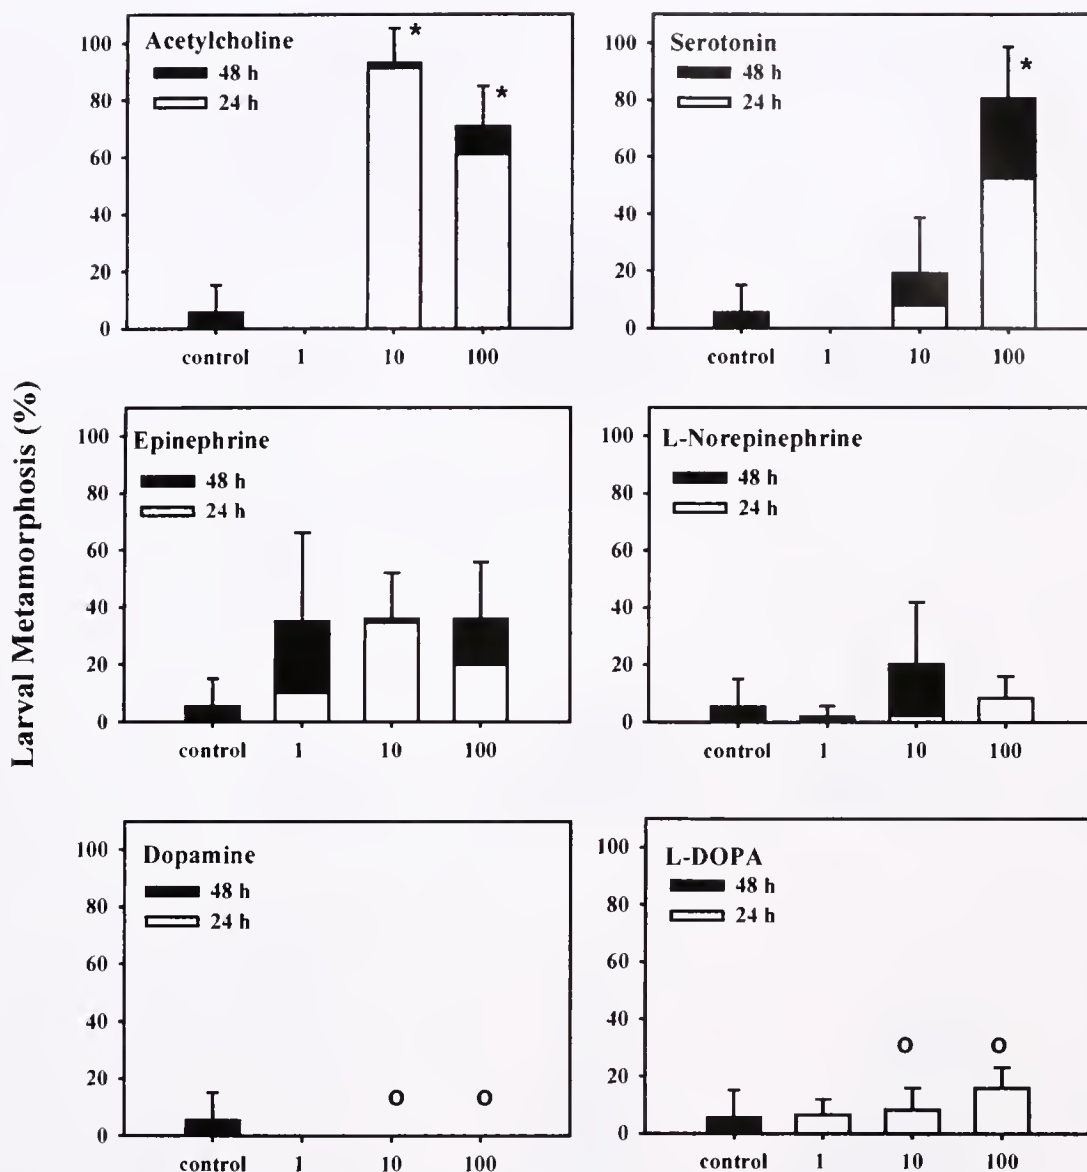 Larval Metamorphosis (%)
Acetylcholine
48 h
24 h
100
80
60
40
20
0
*
*
control 1 10 100
Serotonin
48 h
24 h
100
80
60
40
20
0
*
control 1 10 100
Epinephrine
48 h
24 h
100
80
60
40
20
0
control 1 10 100
L-Norepinephrine
48 h
24 h
100
80
60
40
20
0
control 1 10 100
Dopamine
48 h
24 h
100
80
60
40
20
0
o o
control 1 10 100
L-DOPA
48 h
24 h
100
80
60
40
20
0
o o
control 1 10 100